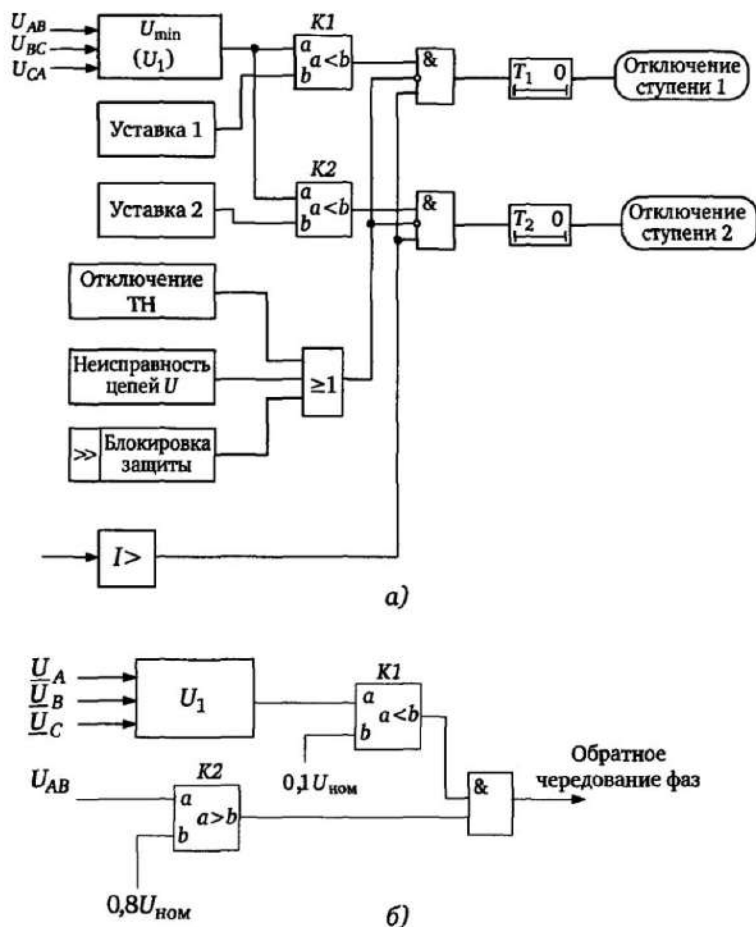 U_AB
U_BC
U_CA
U_min
(U_1)
K1
a
a<b
b
&
T_1 0
Отключение
ступени 1
Уставка 1
K2
Уставка 2
a
a<b
b
&
T_2 0
Отключение
ступени 2
Отключение
ТН
Неисправность
цепей U
≥1
>> Блокировка
защиты
I>
а)
U_A
U_B
U_C
U_1
K1
a
a<b
b
0,1U_ном
U_AB
K2
a
a>b
b
0,8U_ном
&
Обратное
чередование фаз
б)